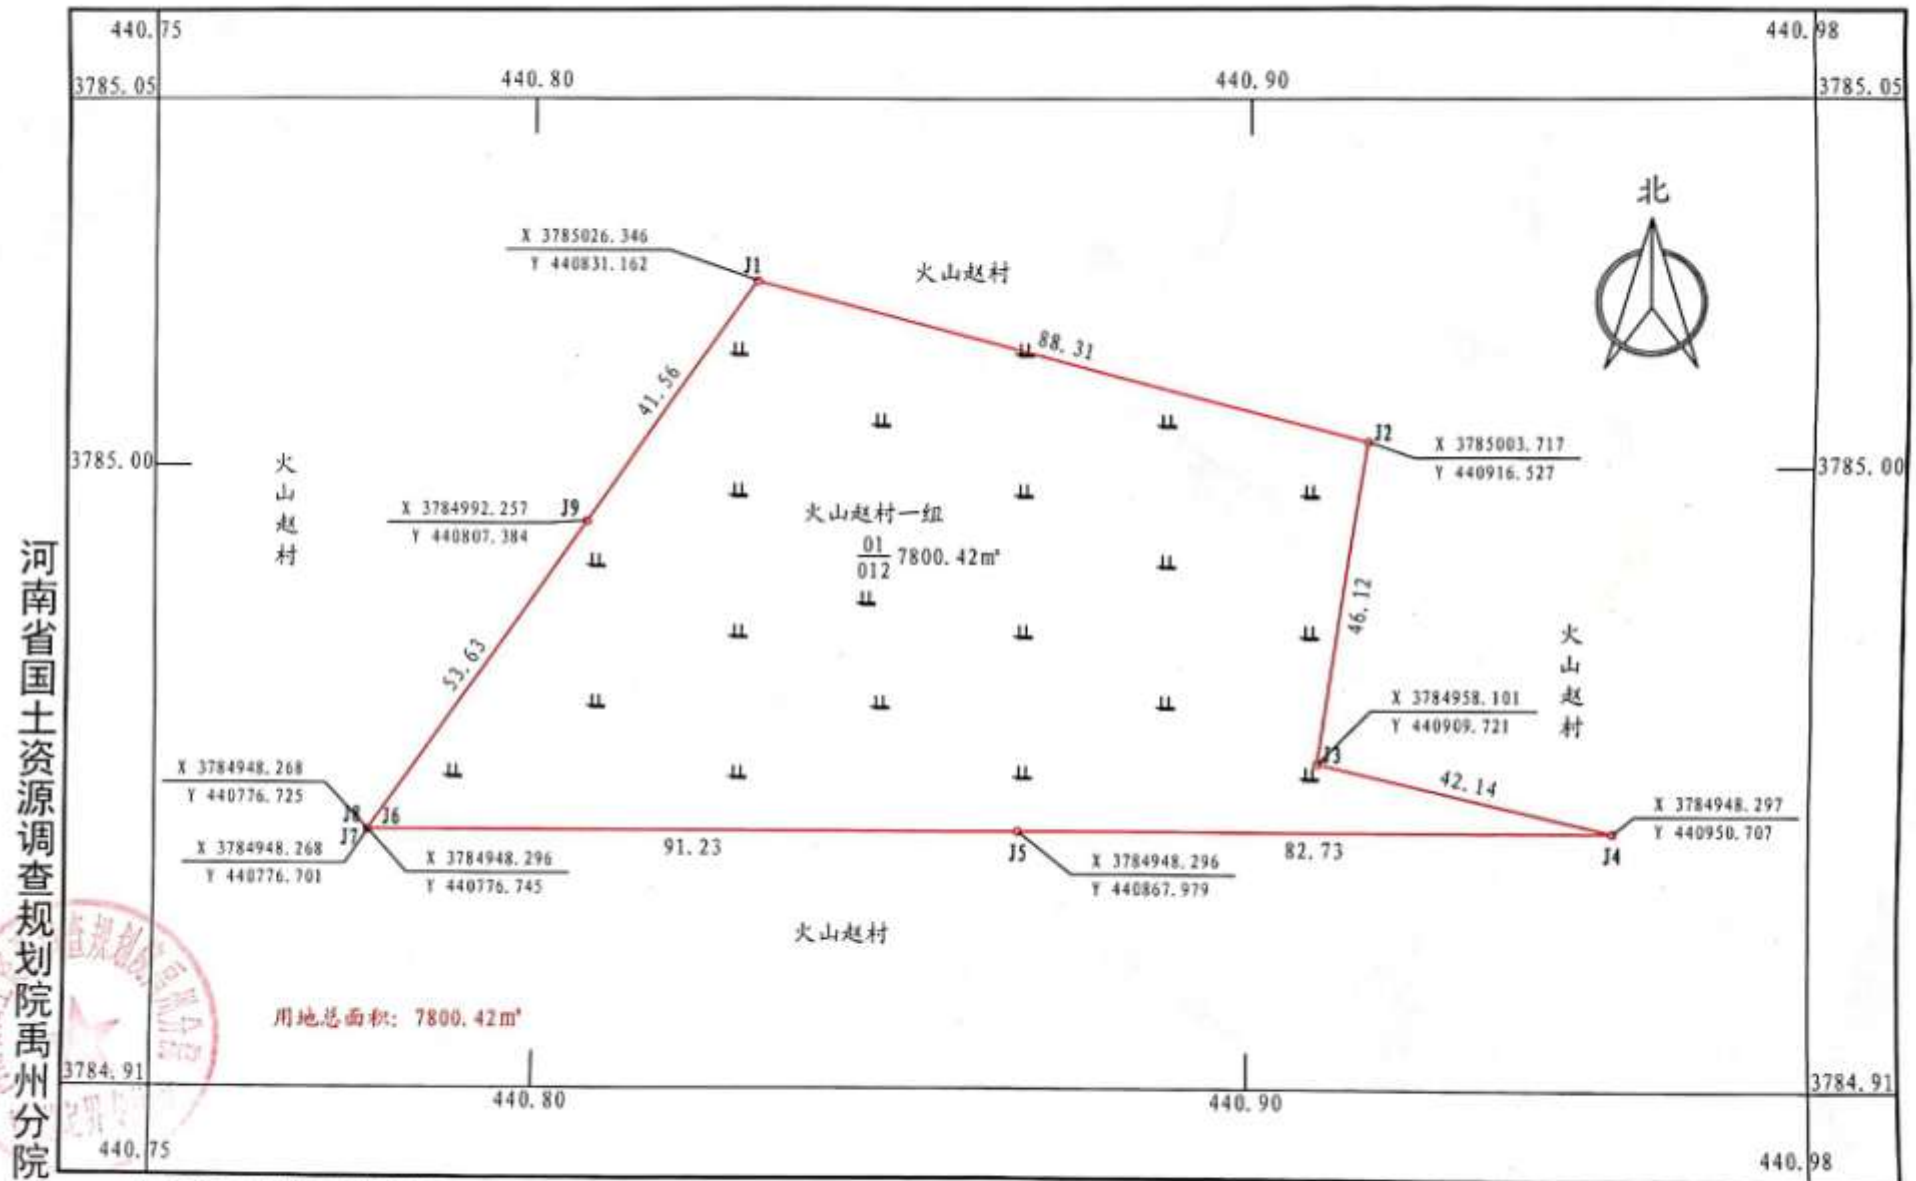 440.75
440.98
3785.05
440.80
440.90
3785.05
北
X 3785026.346
Y 440831.162
J1
火山赵村
88.31
41.56
J2
X 3785003.717
Y 440916.527
3785.00
3785.00
火山赵村
X 3784992.257
Y 440807.384
J9
火山赵村一组
01
012
7800.42m²
46.12
53.63
火山赵村
X 3784958.101
Y 440909.721
J3
42.14
X 3784948.268
Y 440776.725
J8
J6
J7
X 3784948.268
Y 440776.701
X 3784948.296
Y 440776.745
91.23
J5
X 3784948.296
Y 440867.979
82.73
J4
X 3784948.297
Y 440950.707
火山赵村
用地总面积: 7800.42m²
3784.91
440.80
440.90
3784.91
440.75
440.98
河南省国土资源调查规划院禹州分院